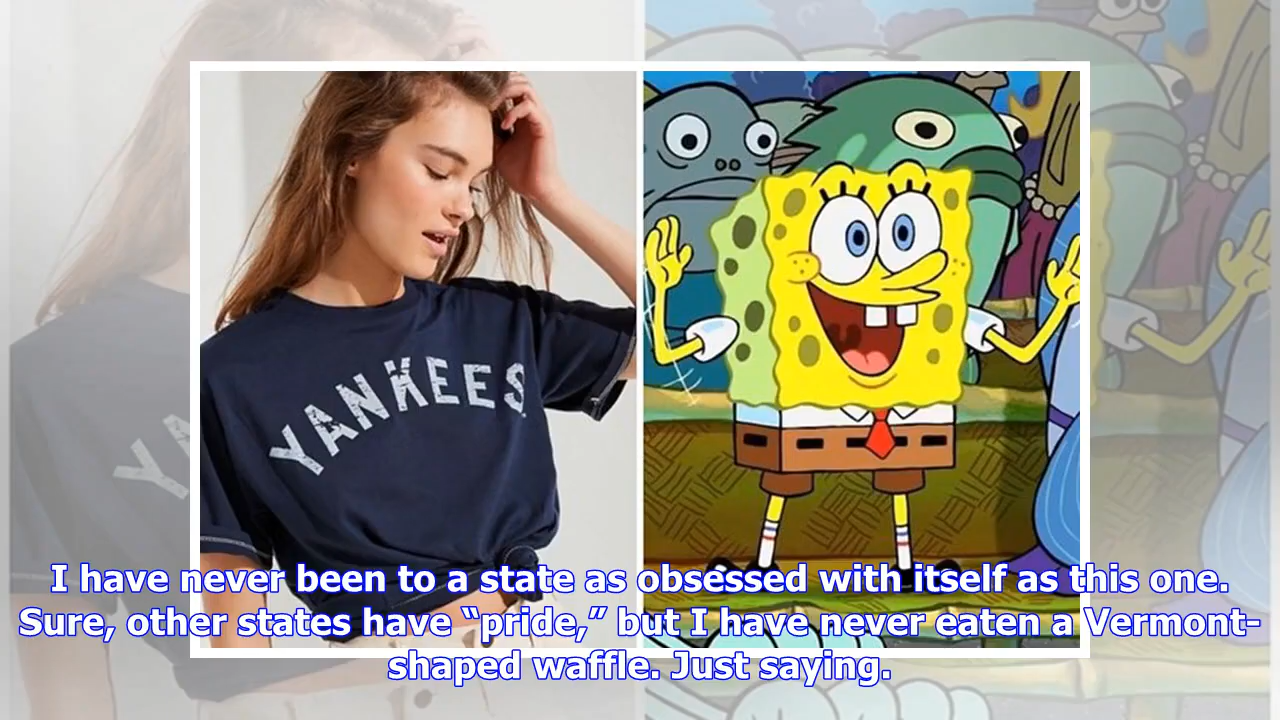 YANKEES
I have never been to a state as obsessed with itself as this one.
Sure, other states have “pride,” but I have never eaten a Vermont-
shaped waffle. Just saying.